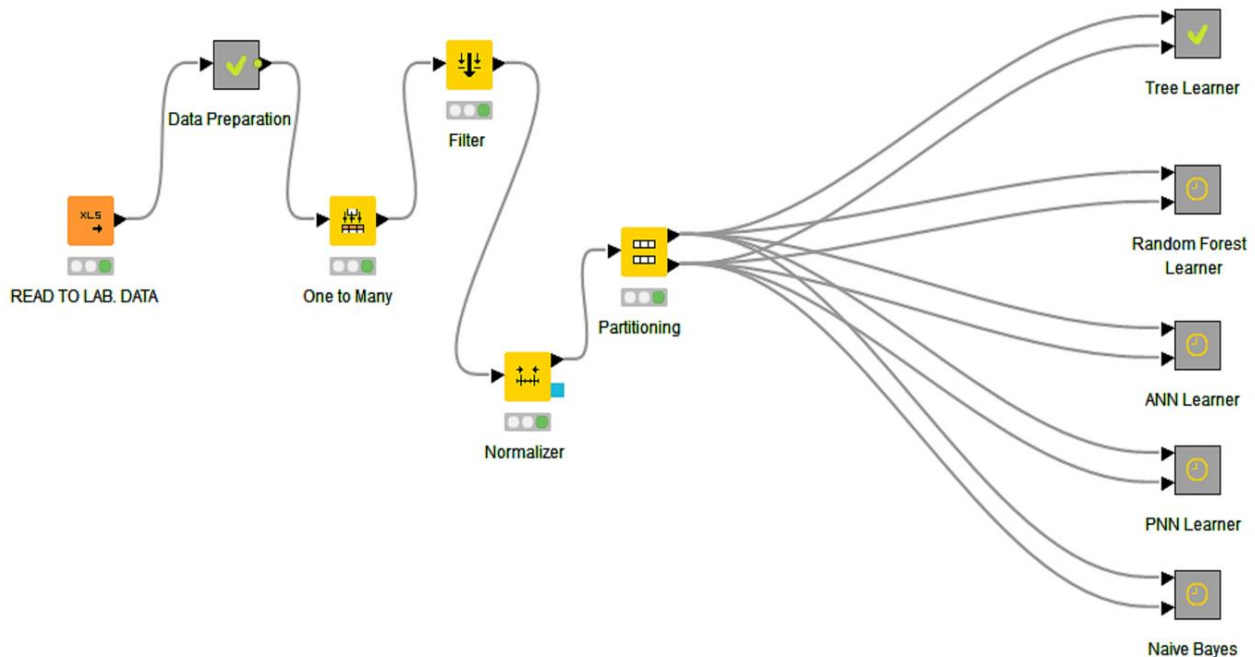 Data Preparation
Filter
Tree Learner
XLS
READ TO LAB. DATA
One to Many
Partitioning
Random Forest
Learner
Normalizer
ANN Learner
PNN Learner
Naive Bayes